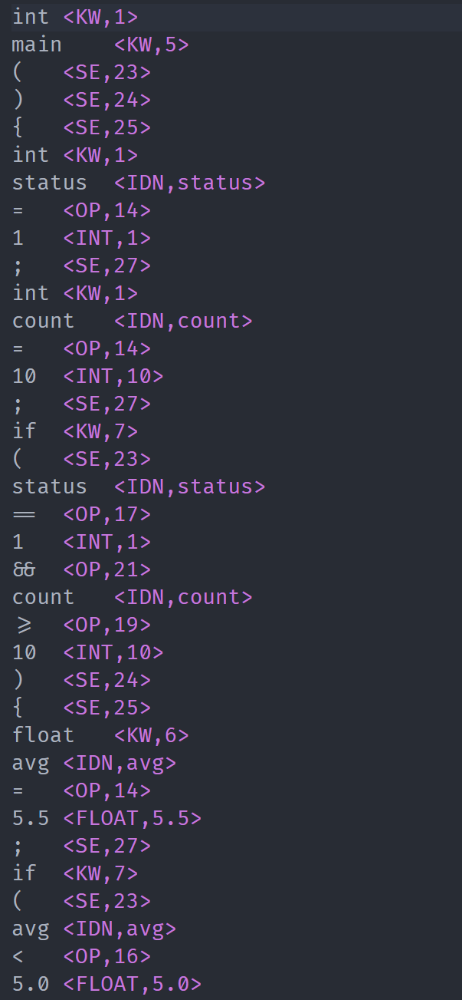 int <KW,1>
main <KW,5>
( <SE,23>
) <SE,24>
{ <SE,25>
int <KW,1>
status <IDN,status>
= <OP,14>
1 <INT,1>
; <SE,27>
int <KW,1>
count <IDN,count>
= <OP,14>
10 <INT,10>
; <SE,27>
if <KW,7>
( <SE,23>
status <IDN,status>
== <OP,17>
1 <INT,1>
&& <OP,21>
count <IDN,count>
>= <OP,19>
10 <INT,10>
) <SE,24>
{ <SE,25>
float <KW,6>
avg <IDN,avg>
= <OP,14>
5.5 <FLOAT,5.5>
; <SE,27>
if <KW,7>
( <SE,23>
avg <IDN,avg>
< <OP,16>
5.0 <FLOAT,5.0>